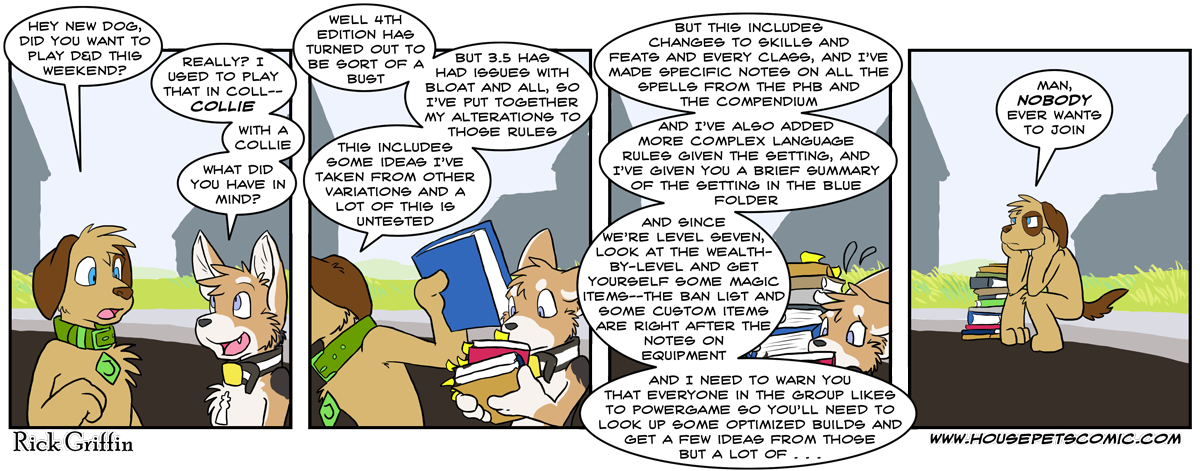 HEY NEW DOG,
DID YOU WANT TO
PLAY D&D THIS
WEEKEND?
REALLY? I
USED TO PLAY
THAT IN COLL--
COLLIE
WITH A
COLLIE
WHAT DID
YOU HAVE IN
MIND?
WELL 4TH
EDITION HAS
TURNED OUT TO
BE SORT OF A
BUST
BUT 3.5 HAS
HAD ISSUES WITH
BLOAT AND ALL, SO
I'VE PUT TOGETHER
MY ALTERATIONS TO
THOSE RULES
THIS INCLUDES
SOME IDEAS I'VE
TAKEN FROM OTHER
VARIATIONS AND A
LOT OF THIS IS
UNTESTED
BUT THIS INCLUDES
CHANGES TO SKILLS AND
FEATS AND EVERY CLASS, AND I'VE
MADE SPECIFIC NOTES ON ALL THE
SPELLS FROM THE PHB AND
THE COMPENDIUM
AND I'VE ALSO ADDED
MORE COMPLEX LANGUAGE
RULES GIVEN THE SETTING, AND
I'VE GIVEN YOU A BRIEF SUMMARY
OF THE SETTING IN THE BLUE
FOLDER
AND SINCE
WE'RE LEVEL SEVEN,
LOOK AT THE WEALTH-
BY-LEVEL AND GET
YOURSELF SOME MAGIC
ITEMS--THE BAN LIST AND
SOME CUSTOM ITEMS
ARE RIGHT AFTER THE
NOTES ON
EQUIPMENT
AND I NEED TO WARN YOU
THAT EVERYONE IN THE GROUP LIKES
TO POWERGAME SO YOU'LL NEED TO
LOOK UP SOME OPTIMIZED BUILDS AND
GET A FEW IDEAS FROM THOSE
BUT A LOT OF . . .
MAN,
NOBODY
EVER WANTS
TO JOIN
Rick Griffin
WWW.HOUSEPETSCOMIC.COM